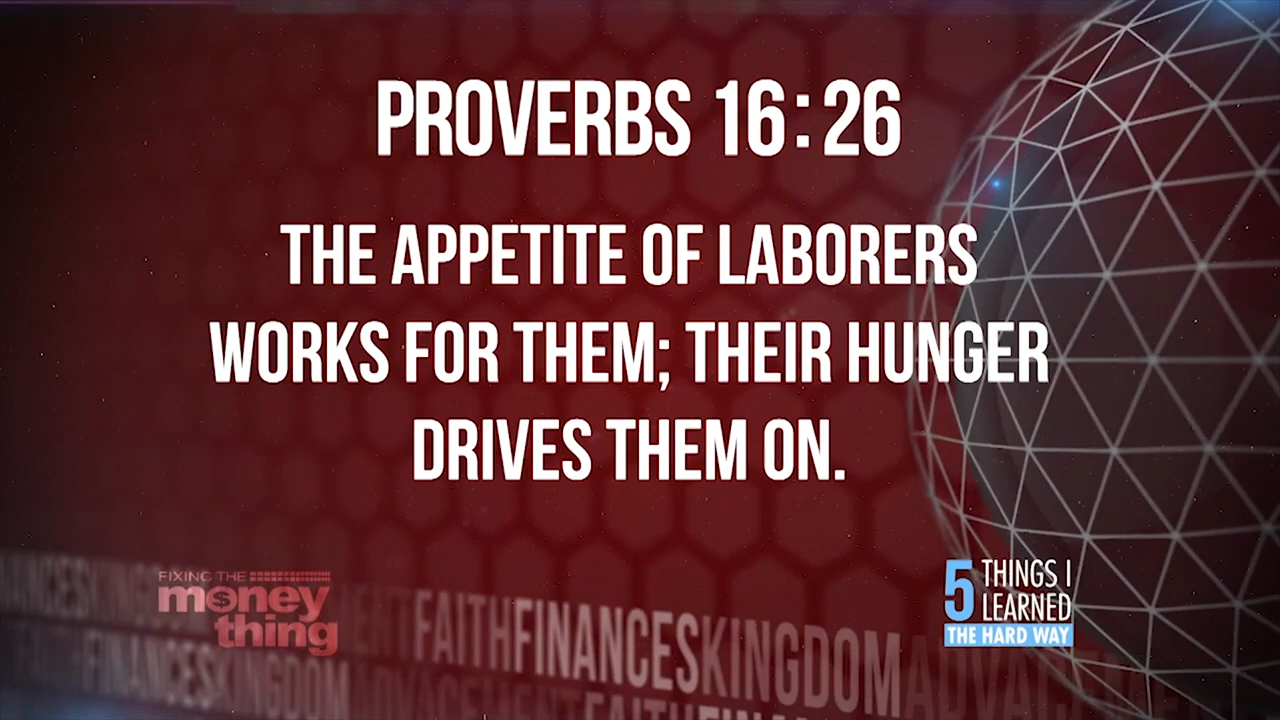 PROVERBS 16:26
THE APPETITE OF LABORERS
WORKS FOR THEM; THEIR HUNGER
DRIVES THEM ON.
FIXING THE
money
thing
5 THINGS I
LEARNED
THE HARD WAY
FAITHFINANCESKINGDOM
FINANCESKINGDOM